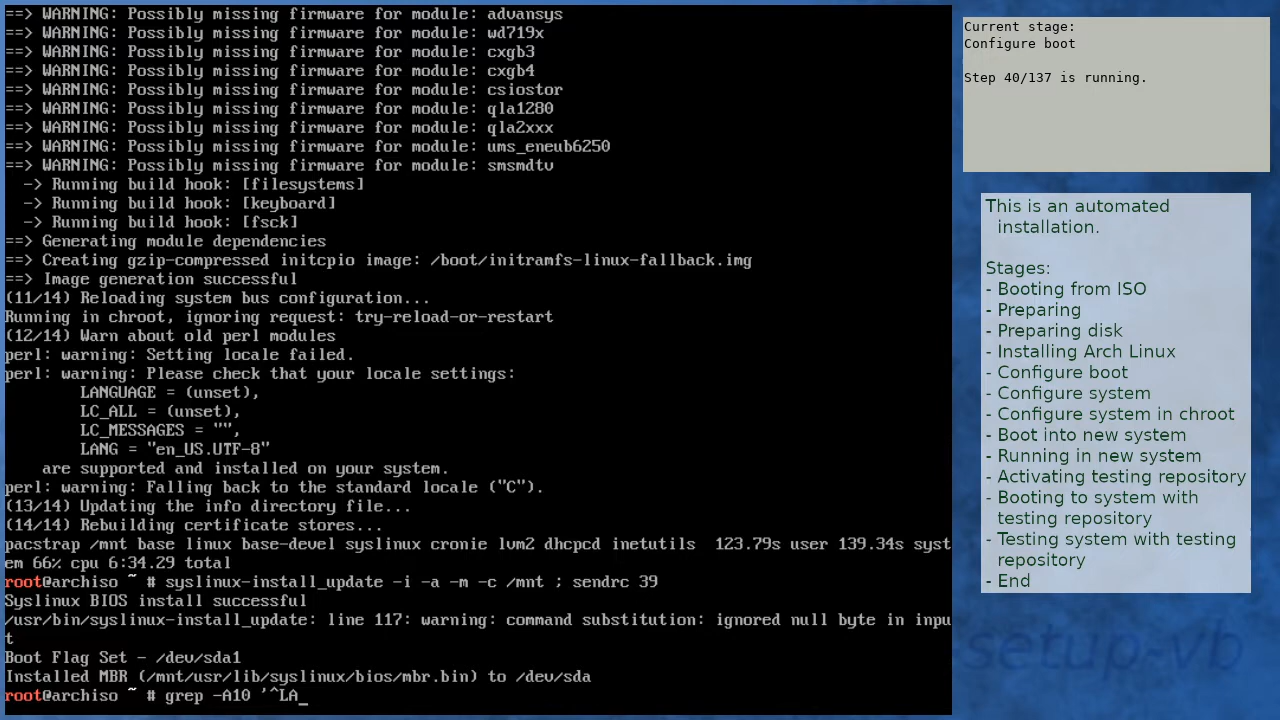 ==> WARNING: Possibly missing firmware for module: advansys
==> WARNING: Possibly missing firmware for module: wd719x
==> WARNING: Possibly missing firmware for module: cxgb3
==> WARNING: Possibly missing firmware for module: cxgb4
==> WARNING: Possibly missing firmware for module: csiostor
==> WARNING: Possibly missing firmware for module: qla1280
==> WARNING: Possibly missing firmware for module: qla2xxx
==> WARNING: Possibly missing firmware for module: ums_eneub6250
==> WARNING: Possibly missing firmware for module: smsmdtv
  -> Running build hook: [filesystems]
  -> Running build hook: [keyboard]
  -> Running build hook: [fsck]
==> Generating module dependencies
==> Creating gzip-compressed initcpio image: /boot/initramfs-linux-fallback.img
==> Image generation successful
(11/14) Reloading system bus configuration...
Running in chroot, ignoring request: try-reload-or-restart
(12/14) Warn about old perl modules
perl: warning: Setting locale failed.
perl: warning: Please check that your locale settings:
        LANGUAGE = (unset),
        LC_ALL = (unset),
        LC_MESSAGES = "",
        LANG = "en_US.UTF-8"
    are supported and installed on your system.
perl: warning: Falling back to the standard locale ("C").
(13/14) Updating the info directory file...
(14/14) Rebuilding certificate stores...
pacstrap /mnt base linux base-devel syslinux cronie lvm2 dhcpcd inetutils  123.79s user 139.34s syst
em 66% cpu 6:34.29 total
root@archiso ~ # syslinux-install_update -i -a -m -c /mnt ; sendrc 39
Syslinux BIOS install successful
/usr/bin/syslinux-install_update: line 117: warning: command substitution: ignored null byte in inpu
t
Boot Flag Set - /dev/sda1
Installed MBR (/mnt/usr/lib/syslinux/bios/mbr.bin) to /dev/sda
root@archiso ~ # grep -A10 '^LA_
Current stage:
Configure boot
Step 40/137 is running.
This is an automated
installation.
Stages:
- Booting from ISO
- Preparing
- Preparing disk
- Installing Arch Linux
- Configure boot
- Configure system
- Configure system in chroot
- Boot into new system
- Running in new system
- Activating testing repository
- Booting to system with
testing repository
- Testing system with testing
repository
- End
setup-vb